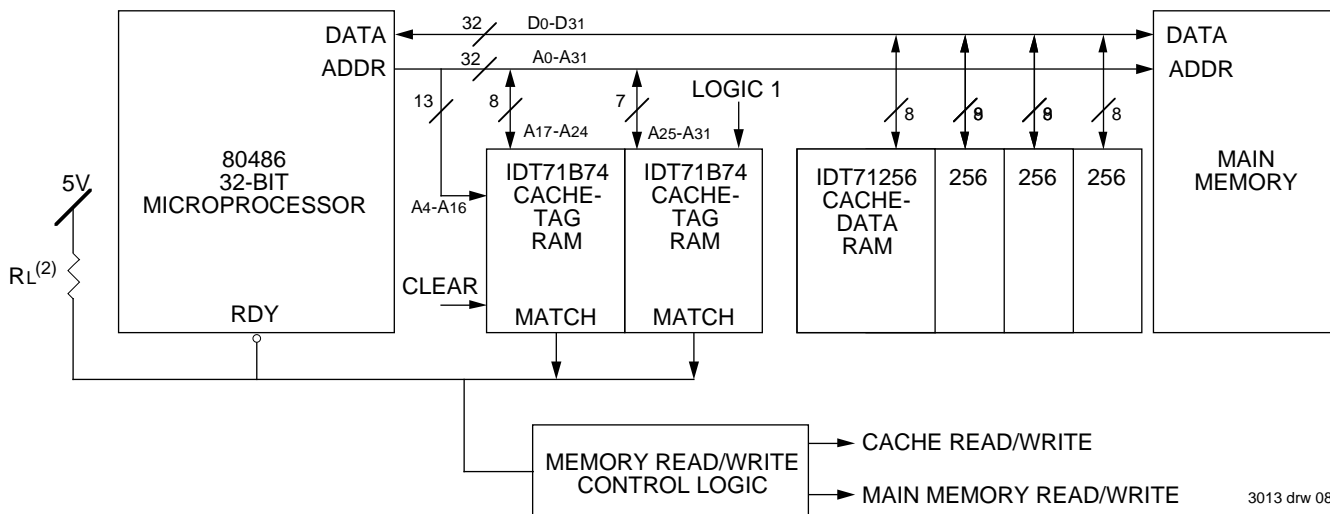 32
D0-D31
DATA
DATA
32
A0-A31
ADDR
ADDR
LOGIC 1
13
8
7
8
8
A17-A24
A25-A31
80486
32-BIT
MICROPROCESSOR
5V
A4-A16
IDT71B74
CACHE-
TAG
RAM
IDT71B74
CACHE-
TAG
RAM
IDT71256
CACHE-
DATA
RAM
256
256
256
MAIN
MEMORY
RL(2)
CLEAR
RDY
MATCH
MATCH
MEMORY READ/WRITE
CONTROL LOGIC
CACHE READ/WRITE
MAIN MEMORY READ/WRITE
3013 drw 08